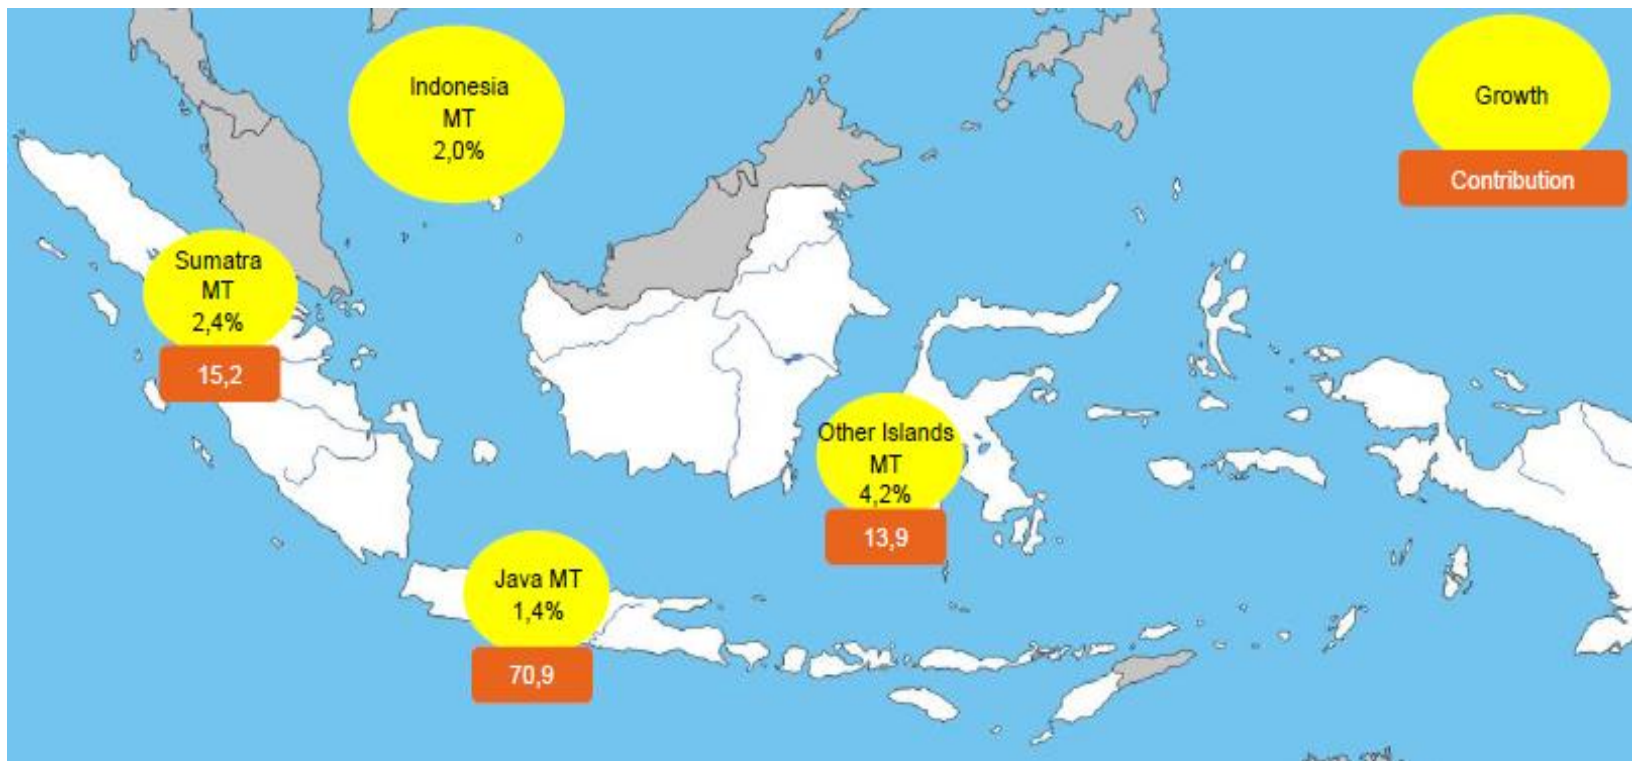 Indonesia
MT
2,0%
Growth
Contribution
Sumatra
MT
2,4%
15,2
Other Islands
MT
4,2%
13,9
Java MT
1,4%
70,9